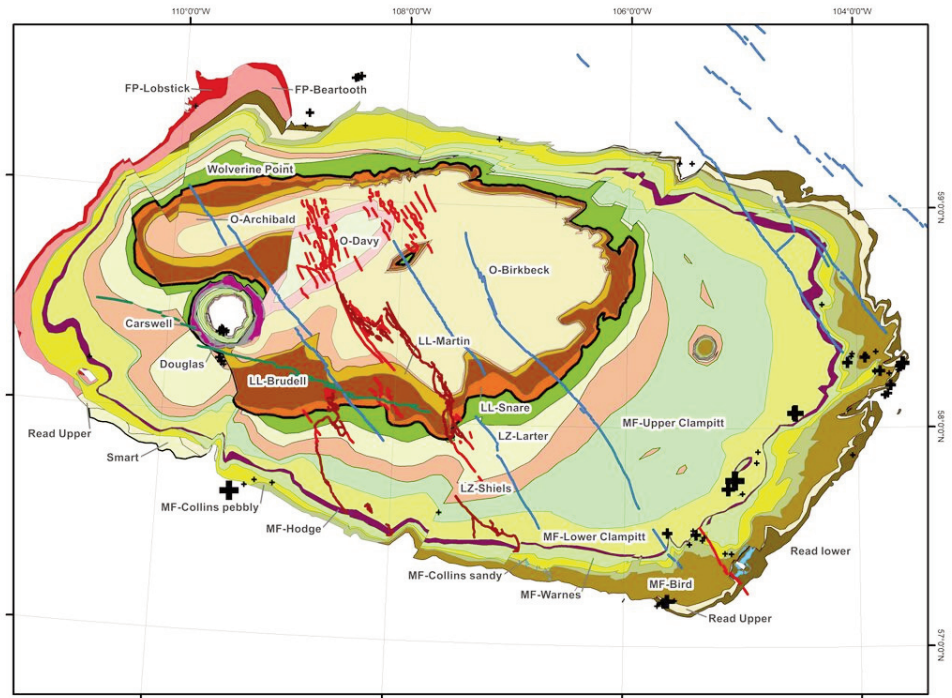 110°0'0"W
108°0'0"W
106°0'0"W
104°0'0"W
FP-Lobstick
FP-Beartooth
Wolverine Point
59°0'0"N
O-Archibald
O-Davy
O-Birkbeck
Carswell
LL-Martin
Douglas
LL-Brudell
LL-Snare
MF-Upper Clampitt
58°0'0"N
Read Upper
LZ-Larter
Smart
LZ-Shiels
MF-Collins pebbly
MF-Hodge
MF-Lower Clampitt
Read lower
MF-Collins sandy
MF-Bird
MF-Warnes
Read Upper
57°0'0"N